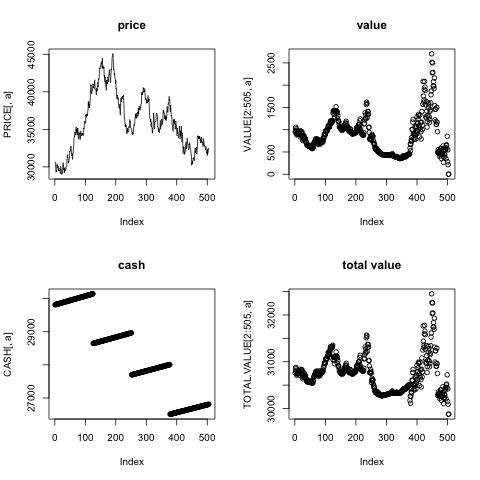 price
PRICE[, a]
30000 35000 40000 45000
0 100 200 300 400 500
Index
value
VALUE[2:505, a]
0 500 1500 2500
0 100 200 300 400 500
Index
cash
CASH[, a]
27000 29000
0 100 200 300 400 500
Index
total value
TOTAL.VALUE[2:505, a]
30000 31000 32000
0 100 200 300 400 500
Index